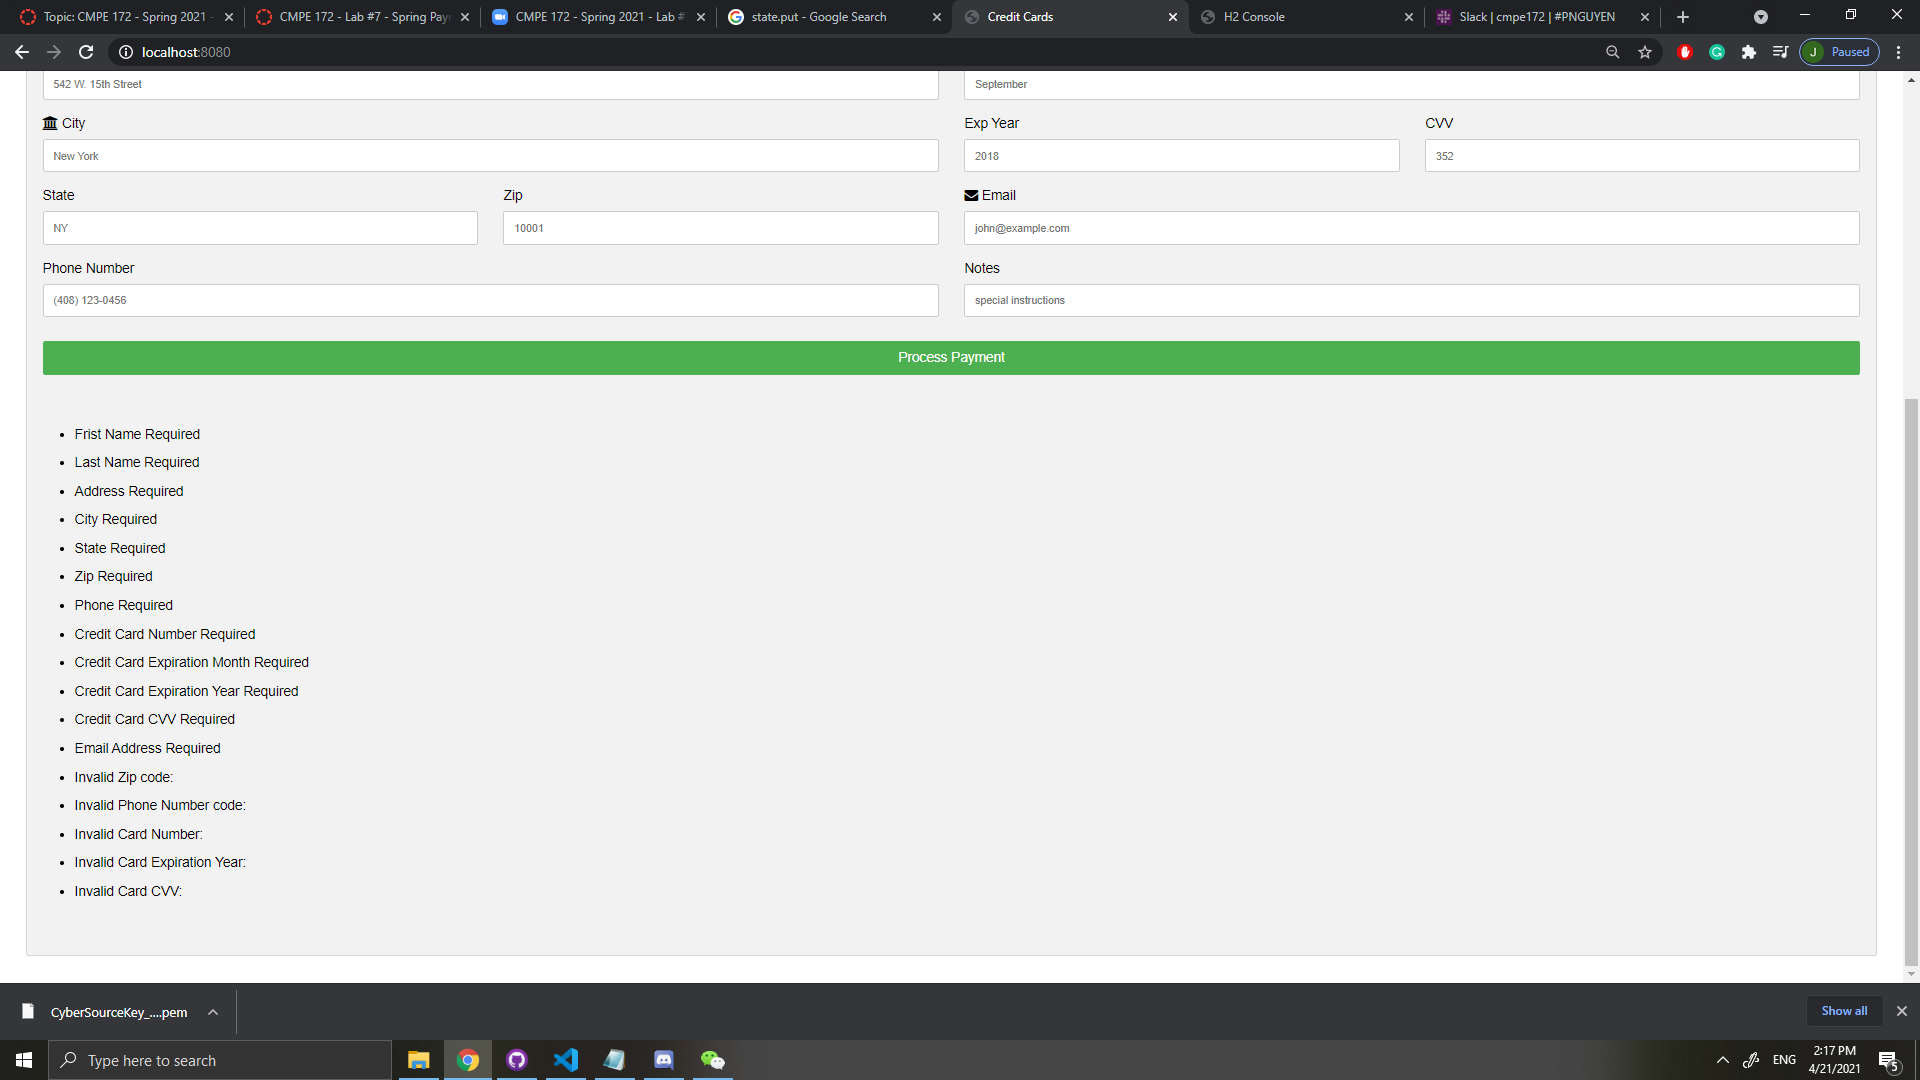 Topic: CMPE 172 - Spring 2021 -
CMPE 172 - Lab #7 - Spring Pay
CMPE 172 - Spring 2021 - Lab #
state.put - Google Search
Credit Cards
H2 Console
Slack | cmpe172 | #PNGUYEN
localhost:8080
J Paused
542 W. 15th Street
September
City
Exp Year
CVV
New York
2018
352
State
Zip
Email
NY
10001
john@example.com
Phone Number
Notes
(408) 123-0456
special instructions
Process Payment
• Frist Name Required
• Last Name Required
• Address Required
• City Required
• State Required
• Zip Required
• Phone Required
• Credit Card Number Required
• Credit Card Expiration Month Required
• Credit Card Expiration Year Required
• Credit Card CVV Required
• Email Address Required
• Invalid Zip code:
• Invalid Phone Number code:
• Invalid Card Number:
• Invalid Card Expiration Year:
• Invalid Card CVV:
CyberSourceKey_....pem
Show all
Type here to search
ENG
2:17 PM
4/21/2021
5